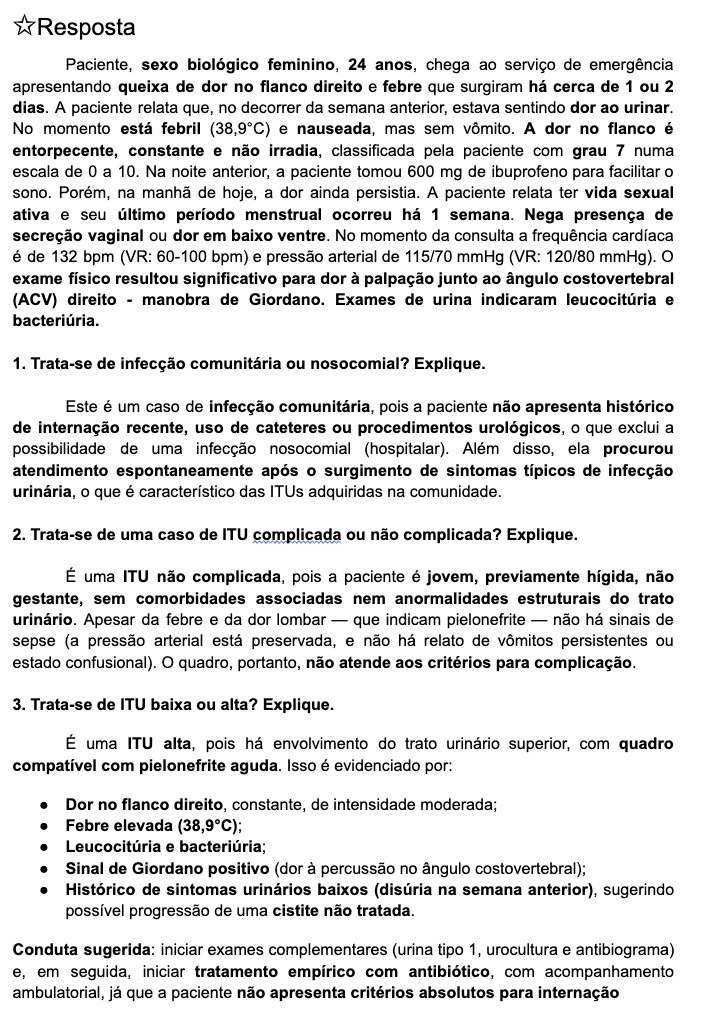 ☆Resposta
Paciente, sexo biológico feminino, 24 anos, chega ao serviço de emergência
apresentando queixa de dor no flanco direito e febre que surgiram há cerca de 1 ou 2
dias. A paciente relata que, no decorrer da semana anterior, estava sentindo dor ao urinar.
No momento está febril (38,9°C) e nauseada, mas sem vômito. A dor no flanco é
entorpecente, constante e não irradia, classificada pela paciente com grau 7 numa
escala de 0 a 10. Na noite anterior, a paciente tomou 600 mg de ibuprofeno para facilitar o
sono. Porém, na manhã de hoje, a dor ainda persistia. A paciente relata ter vida sexual
ativa e seu último período menstrual ocorreu há 1 semana. Nega presença de
secreção vaginal ou dor em baixo ventre. No momento da consulta a frequência cardíaca
é de 132 bpm (VR: 60-100 bpm) e pressão arterial de 115/70 mmHg (VR: 120/80 mmHg). O
exame físico resultou significativo para dor à palpação junto ao ângulo costovertebral
(ACV) direito - manobra de Giordano. Exames de urina indicaram leucocitúria e
bacteriúria.
1. Trata-se de infecção comunitária ou nosocomial? Explique.
Este é um caso de infecção comunitária, pois a paciente não apresenta histórico
de internação recente, uso de cateteres ou procedimentos urológicos, o que exclui a
possibilidade de uma infecção nosocomial (hospitalar). Além disso, ela procurou
atendimento espontaneamente após o surgimento de sintomas típicos de infecção
urinária, o que é característico das ITUs adquiridas na comunidade.
2. Trata-se de uma caso de ITU complicada ou não complicada? Explique.
É uma ITU não complicada, pois a paciente é jovem, previamente hígida, não
gestante, sem comorbidades associadas nem anormalidades estruturais do trato
urinário. Apesar da febre e da dor lombar — que indicam pielonefrite — não há sinais de
sepse (a pressão arterial está preservada, e não há relato de vômitos persistentes ou
estado confusional). O quadro, portanto, não atende aos critérios para complicação.
3. Trata-se de ITU baixa ou alta? Explique.
É uma ITU alta, pois há envolvimento do trato urinário superior, com quadro
compatível com pielonefrite aguda. Isso é evidenciado por:
● Dor no flanco direito, constante, de intensidade moderada;
● Febre elevada (38,9°C);
● Leucocitúria e bacteriúria;
● Sinal de Giordano positivo (dor à percussão no ângulo costovertebral);
● Histórico de sintomas urinários baixos (disúria na semana anterior), sugerindo
possível progressão de uma cistite não tratada.
Conduta sugerida: iniciar exames complementares (urina tipo 1, urocultura e antibiograma)
e, em seguida, iniciar tratamento empírico com antibiótico, com acompanhamento
ambulatorial, já que a paciente não apresenta critérios absolutos para internação